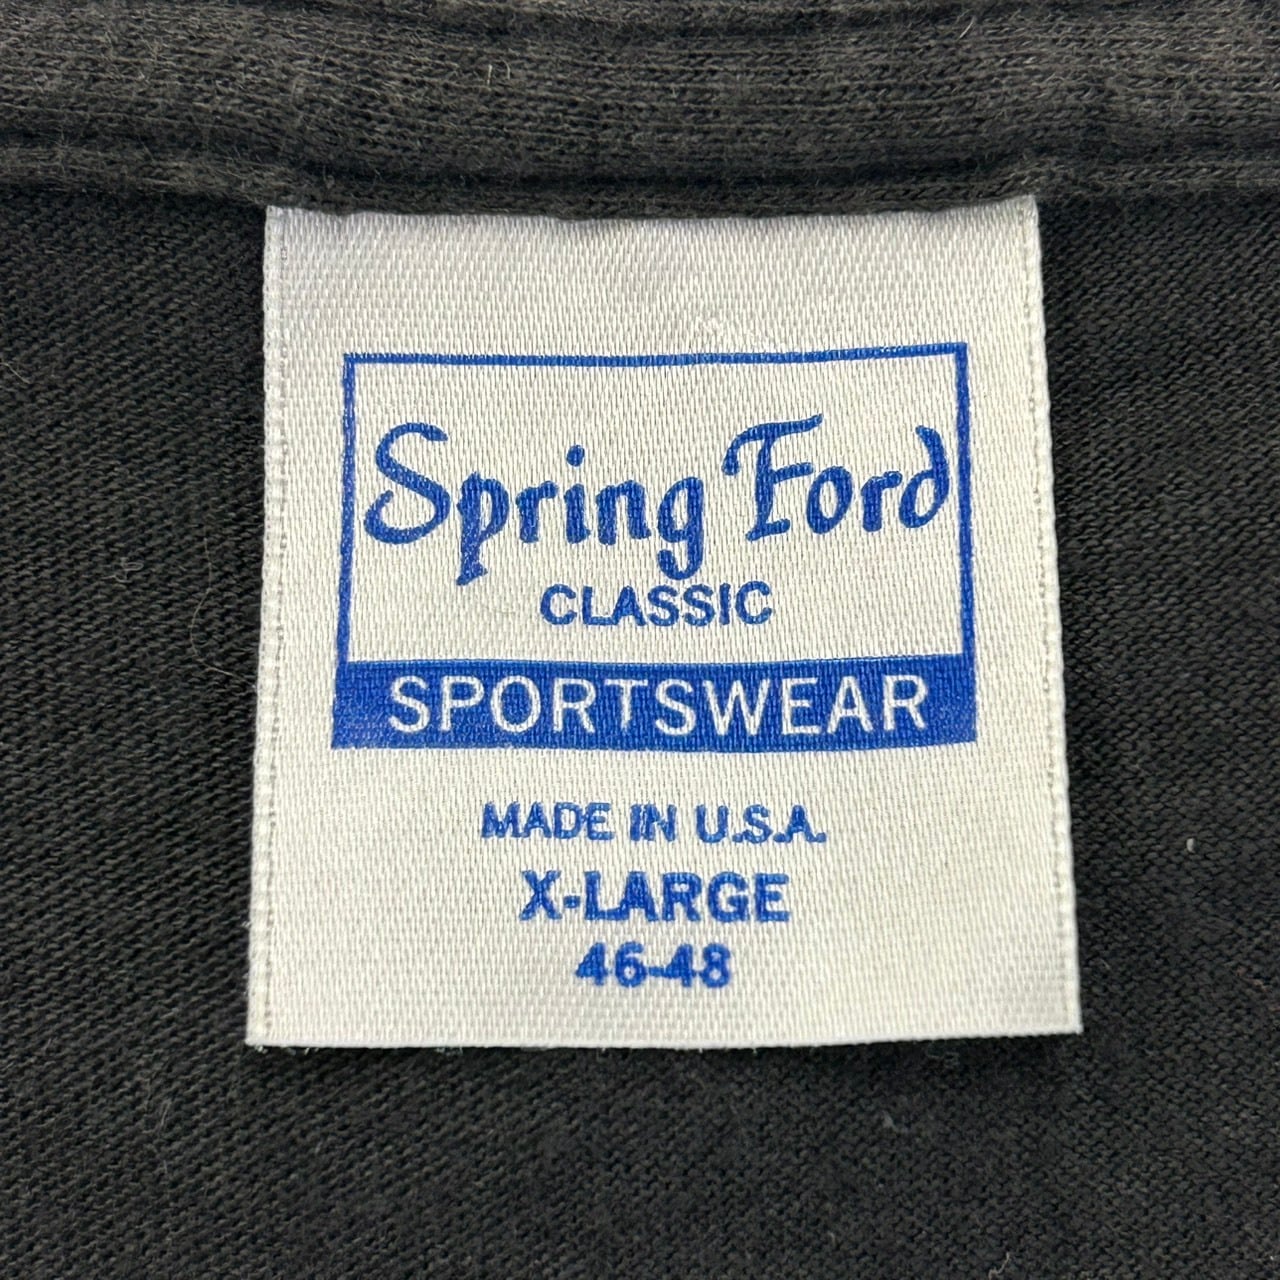 Spring Ford
CLASSIC
SPORTSWEAR
MADE IN U.S.A.
X-LARGE
46-48